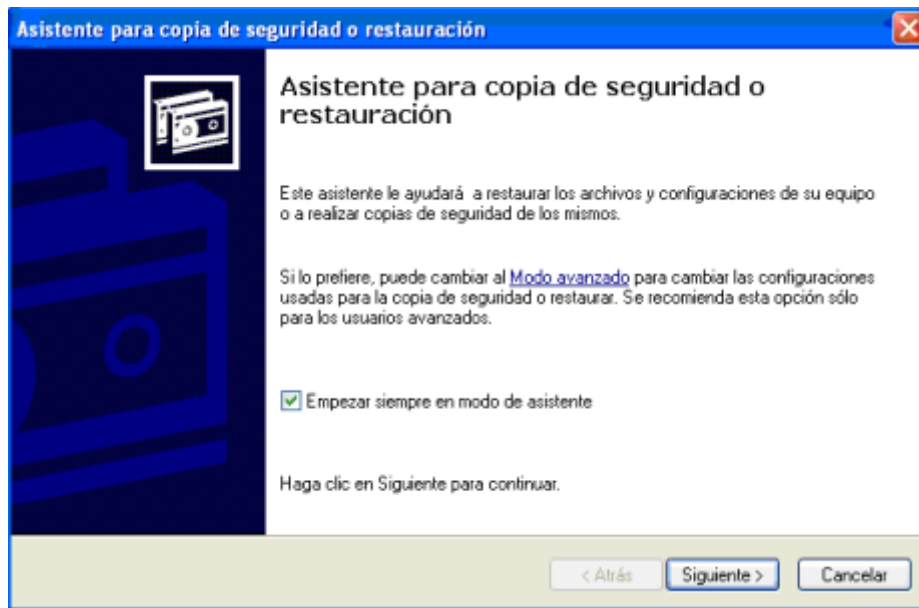 Asistente para copia de seguridad o restauración
Asistente para copia de seguridad o
restauración
Este asistente le ayudará a restaurar los archivos y configuraciones de su equipo
o a realizar copias de seguridad de los mismos.
Si lo prefiere, puede cambiar al Modo avanzado para cambiar las configuraciones
usadas para la copia de seguridad o restaurar. Se recomienda esta opción sólo
para los usuarios avanzados.
Empezar siempre en modo de asistente
Haga clic en Siguiente para continuar.
< Atrás Siguiente > Cancelar